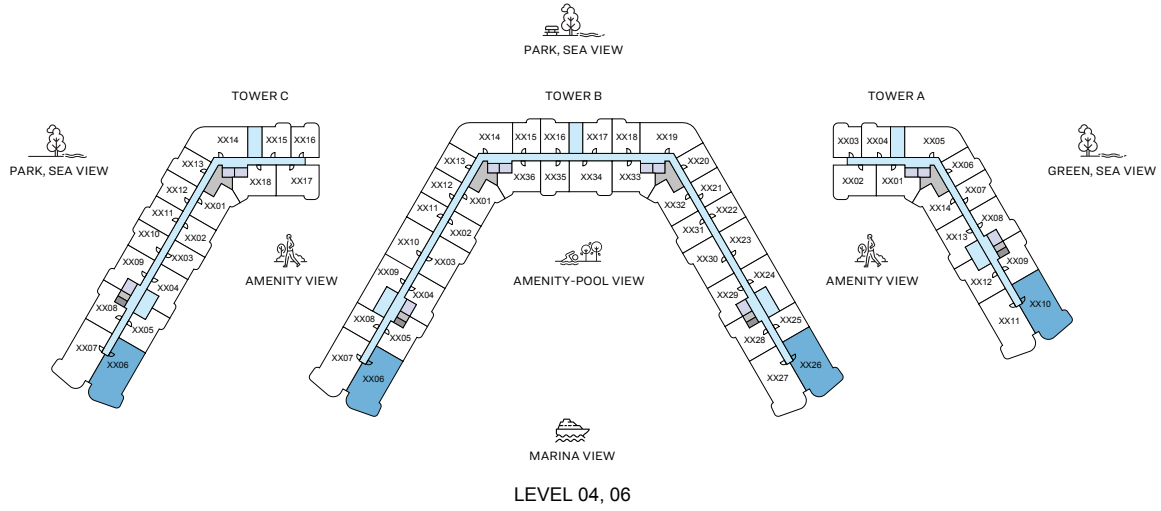 PARK, SEA VIEW
TOWER C
TOWER B
TOWER A
PARK, SEA VIEW
GREEN, SEA VIEW
XX14 XX15 XX16
XX13
XX12
XX11
XX10
XX09
XX08
XX07
XX06
XX05
XX04
XX03
XX02
XX01
XX18 XX17
XX14 XX15 XX16 XX17 XX18 XX19
XX13
XX12
XX11
XX10
XX09
XX08
XX07
XX06
XX05
XX04
XX03
XX02
XX01
XX36 XX35 XX34 XX33
XX20
XX21
XX22
XX23
XX24
XX25
XX26
XX27
XX28
XX29
XX30
XX31
XX32
XX03 XX04 XX05
XX02 XX01
XX06
XX07
XX08
XX09
XX10
XX11
XX12
XX13
XX14
AMENITY VIEW
AMENITY-POOL VIEW
AMENITY VIEW
MARINA VIEW
LEVEL 04, 06